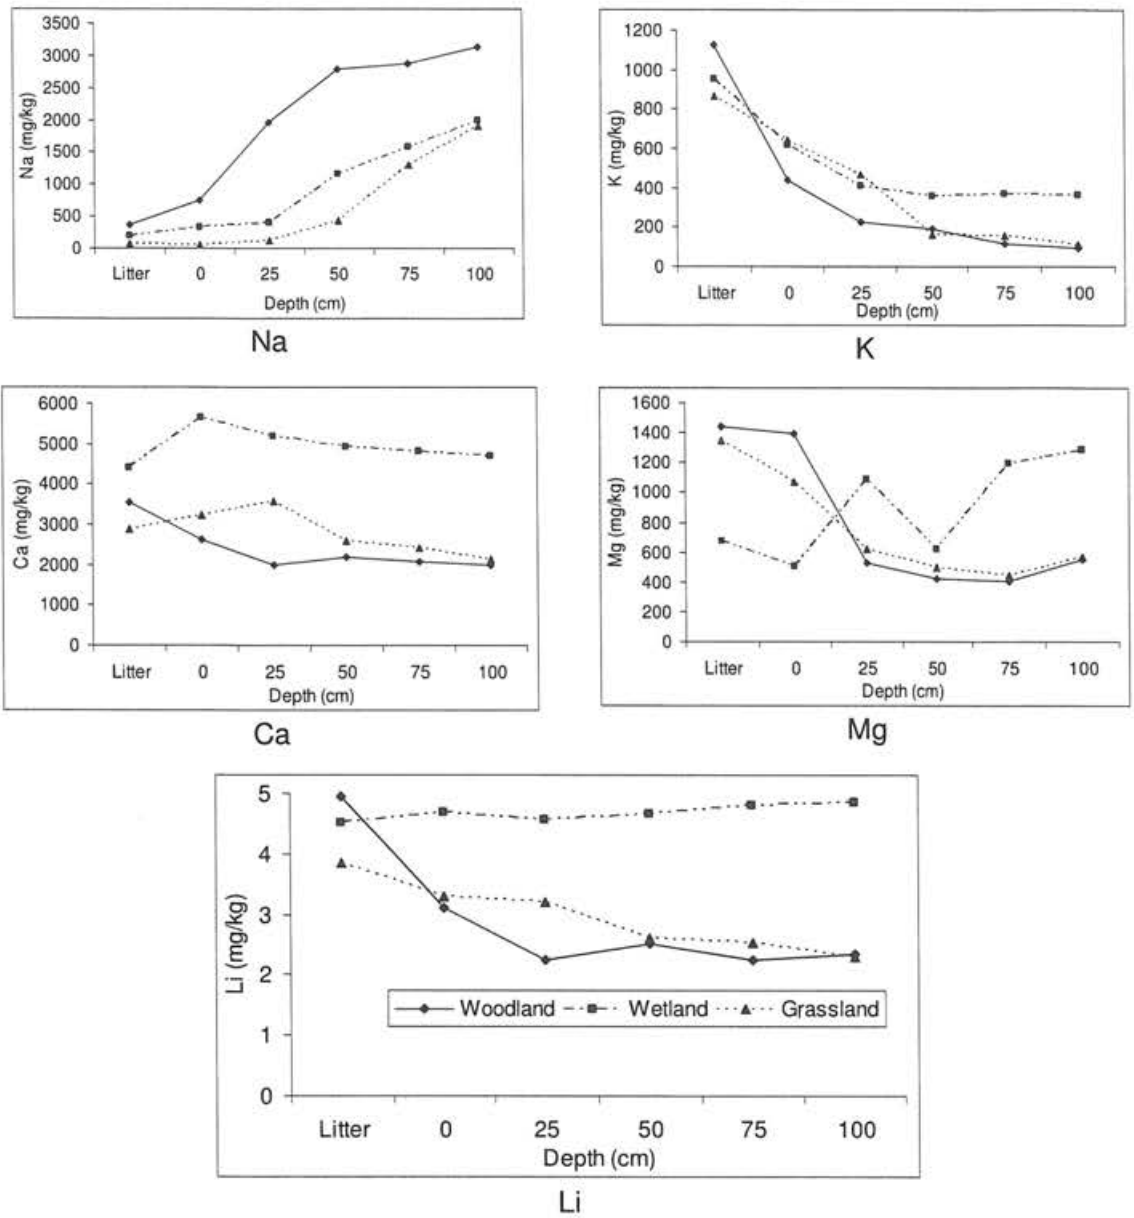 3500
3000
2500
2000
1500
1000
500
0
Na (mg/kg)
Litter 0 25 50 75 100
Depth (cm)
Na
1200
1000
800
600
400
200
0
K (mg/kg)
Litter 0 25 50 75 100
Depth (cm)
K
6000
5000
4000
3000
2000
1000
0
Ca (mg/kg)
Litter 0 25 50 75 100
Depth (cm)
Ca
1600
1400
1200
1000
800
600
400
200
0
Mg (mg/kg)
Litter 0 25 50 75 100
Depth (cm)
Mg
5
4
3
2
1
0
Li (mg/kg)
Woodland Wetland Grassland
Litter 0 25 50 75 100
Depth (cm)
Li